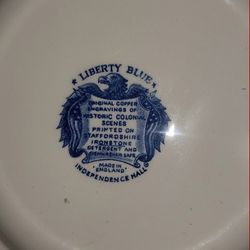 LIBERTY BLUE
ORIGINAL COPPER
ENGRAVINGS OF
HISTORIC COLONIAL
SCENES
PRINTED ON
STAFFORDSHIRE
IRONSTONE
DETERGENT AND
DISHWASHER SAFE
"MADE IN
ENGLAND"
INDEPENDENCE HALL